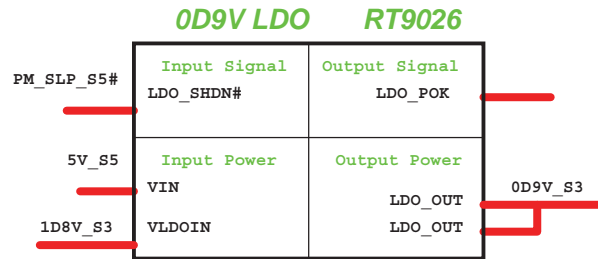 0D9V LDO RT9026
Input Signal Output Signal
PM_SLP_S5# LDO_SHDN# LDO_POK
Input Power Output Power
5V_S5 VIN
LDO_OUT 0D9V_S3
1D8V_S3 VLDOIN LDO_OUT